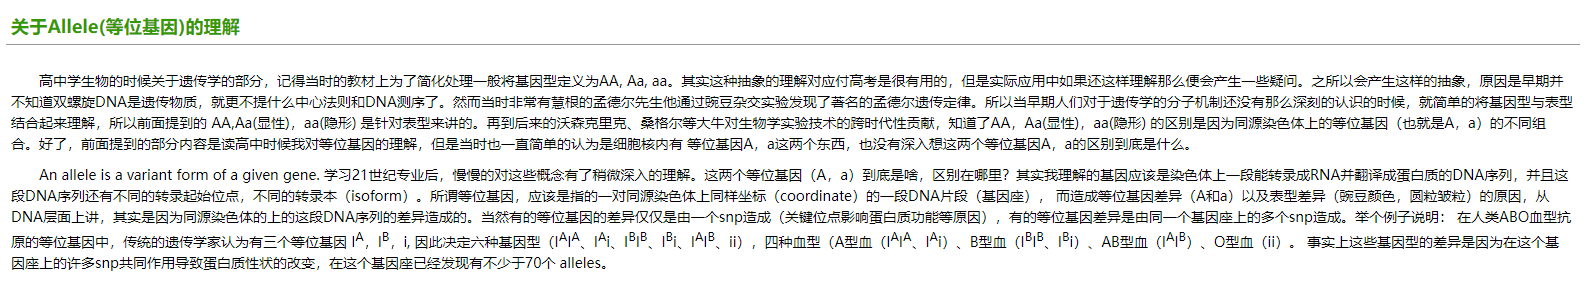 关于Allele(等位基因)的理解
高中学生物的时候关于遗传学的部分，记得当时的教材上为了简化处理一般将基因型定义为AA, Aa, aa。其实这种抽象的理解对应付高考是很有用的，但是实际应用中如果还这样理解那么便会产生一些疑问。之所以会产生这样的抽象，原因是早期并
不知道双螺旋DNA是遗传物质，就更不提什么中心法则和DNA测序了。然而当时非常有慧根的孟德尔先生他通过豌豆杂交实验发现了著名的孟德尔遗传定律。所以当早期人们对于遗传学的分子机制还没有那么深刻的认识的时候，就简单的将基因型与表型
结合起来理解，所以前面提到的 AA,Aa(显性)，aa(隐形) 是针对表型来讲的。再到后来的沃森克里克、桑格尔等大牛对生物学实验技术的跨时代性贡献，知道了AA，Aa(显性)，aa(隐形) 的区别是因为同源染色体上的等位基因（也就是A，a）的不同组
合。好了，前面提到的部分内容是读高中时候我对等位基因的理解，但是当时也一直简单的认为是细胞核内有 等位基因A，a这两个东西，也没有深入想这两个等位基因A，a的区别到底是什么。
An allele is a variant form of a given gene. 学习21世纪专业后，慢慢的对这些概念有了稍微深入的理解。这两个等位基因（A，a）到底是啥，区别在哪里？其实我理解的基因应该是染色体上一段能转录成RNA并翻译成蛋白质的DNA序列，并且这
段DNA序列还有不同的转录起始位点，不同的转录本（isoform）。所谓等位基因，应该是指的一对同源染色体上同样坐标（coordinate）的一段DNA片段（基因座）， 而造成等位基因差异（A和a）以及表型差异（豌豆颜色，圆粒皱粒）的原因，从
DNA层面上讲，其实是因为同源染色体的上的这段DNA序列的差异造成的。当然有的等位基因的差异仅仅是由一个snp造成（关键位点影响蛋白质功能等原因），有的等位基因差异是由同一个基因座上的多个snp造成。举个例子说明： 在人类ABO血型抗
原的等位基因中，传统的遗传学家认为有三个等位基因 Iᴬ，Iᴮ，i, 因此决定六种基因型（IᴬIᴬ、Iᴬi、IᴮIᴮ、Iᴮi、IᴬIᴮ、ii），四种血型（A型血（IᴬIᴬ、Iᴬi）、B型血（IᴮIᴮ、Iᴮi）、AB型血（IᴬIᴮ）、O型血（ii）。 事实上这些基因型的差异是因为在这个基
因座上的许多snp共同作用导致蛋白质性状的改变，在这个基因座已经发现有不少于70个 alleles。